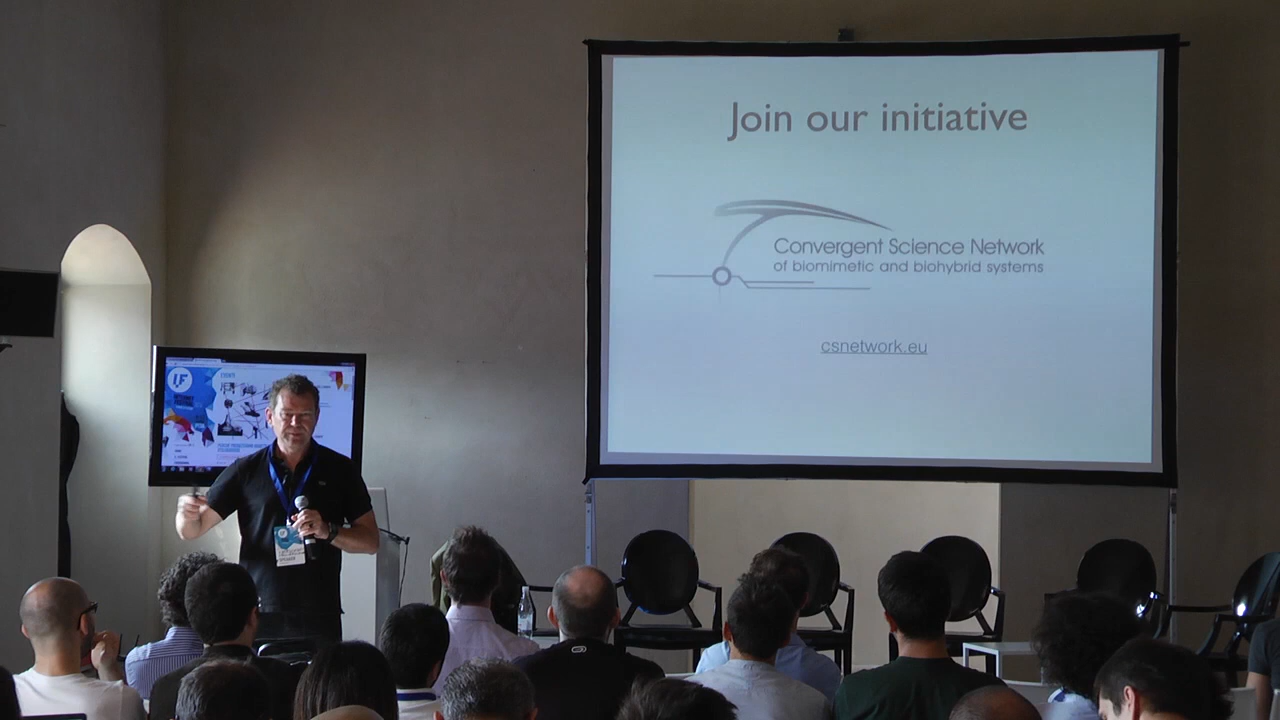 Join our initiative
Convergent Science Network
of biomimetic and biohybrid systems
csnetwork.eu